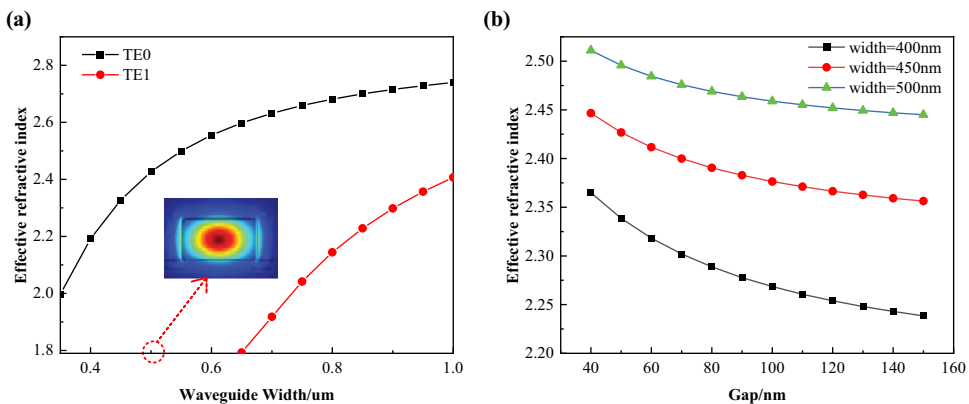 (a)
TE0
TE1
2.8
2.6
2.4
2.2
2.0
1.8
0.4
0.6
0.8
1.0
Effective refractive index
Waveguide Width/um
(b)
width=400nm
width=450nm
width=500nm
2.50
2.45
2.40
2.35
2.30
2.25
2.20
40
60
80
100
120
140
160
Effective refractive index
Gap/nm